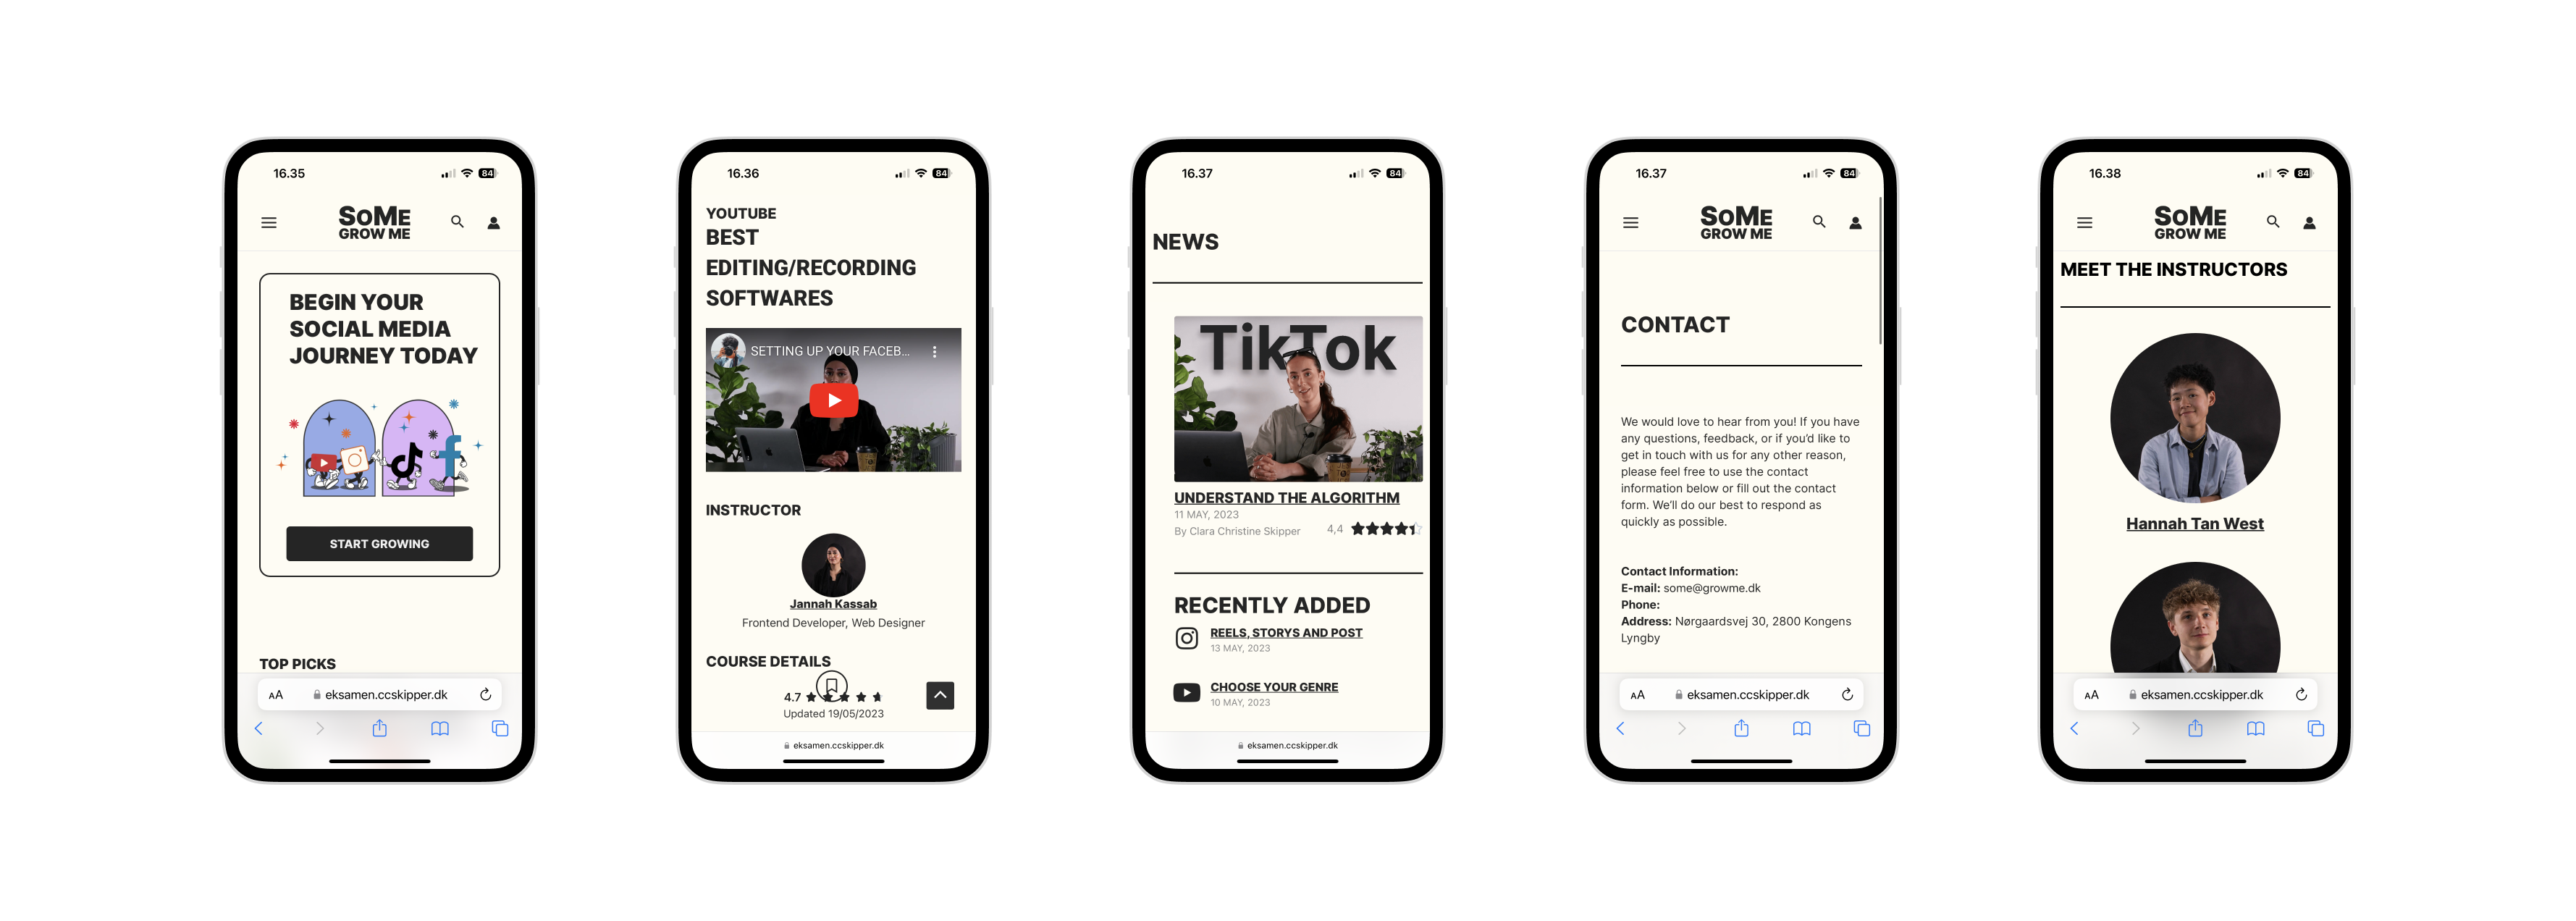 16.35
84
SOME
GROW ME
BEGIN YOUR
SOCIAL MEDIA
JOURNEY TODAY
START GROWING
TOP PICKS
AA eksamen.ccskipper.dk
16.36
84
YOUTUBE
BEST
EDITING/RECORDING
SOFTWARES
SETTING UP YOUR FACEB...
INSTRUCTOR
Jannah Kassab
Frontend Developer, Web Designer
COURSE DETAILS
4.7
Updated 19/05/2023
eksamen.ccskipper.dk
16.37
84
NEWS
TikTok
UNDERSTAND THE ALGORITHM
11 MAY, 2023
By Clara Christine Skipper 4,4
RECENTLY ADDED
REELS, STORYS AND POST
13 MAY, 2023
CHOOSE YOUR GENRE
10 MAY, 2023
eksamen.ccskipper.dk
16.37
84
SOME
GROW ME
CONTACT
We would love to hear from you! If you have
any questions, feedback, or if you'd like to
get in touch with us for any other reason,
please feel free to use the contact
information below or fill out the contact
form. We'll do our best to respond as
quickly as possible.
Contact Information:
E-mail: some@growme.dk
Phone:
Address: Nørgaardsvej 30, 2800 Kongens
Lyngby
AA eksamen.ccskipper.dk
16.38
84
SOME
GROW ME
MEET THE INSTRUCTORS
Hannah Tan West
AA eksamen.ccskipper.dk